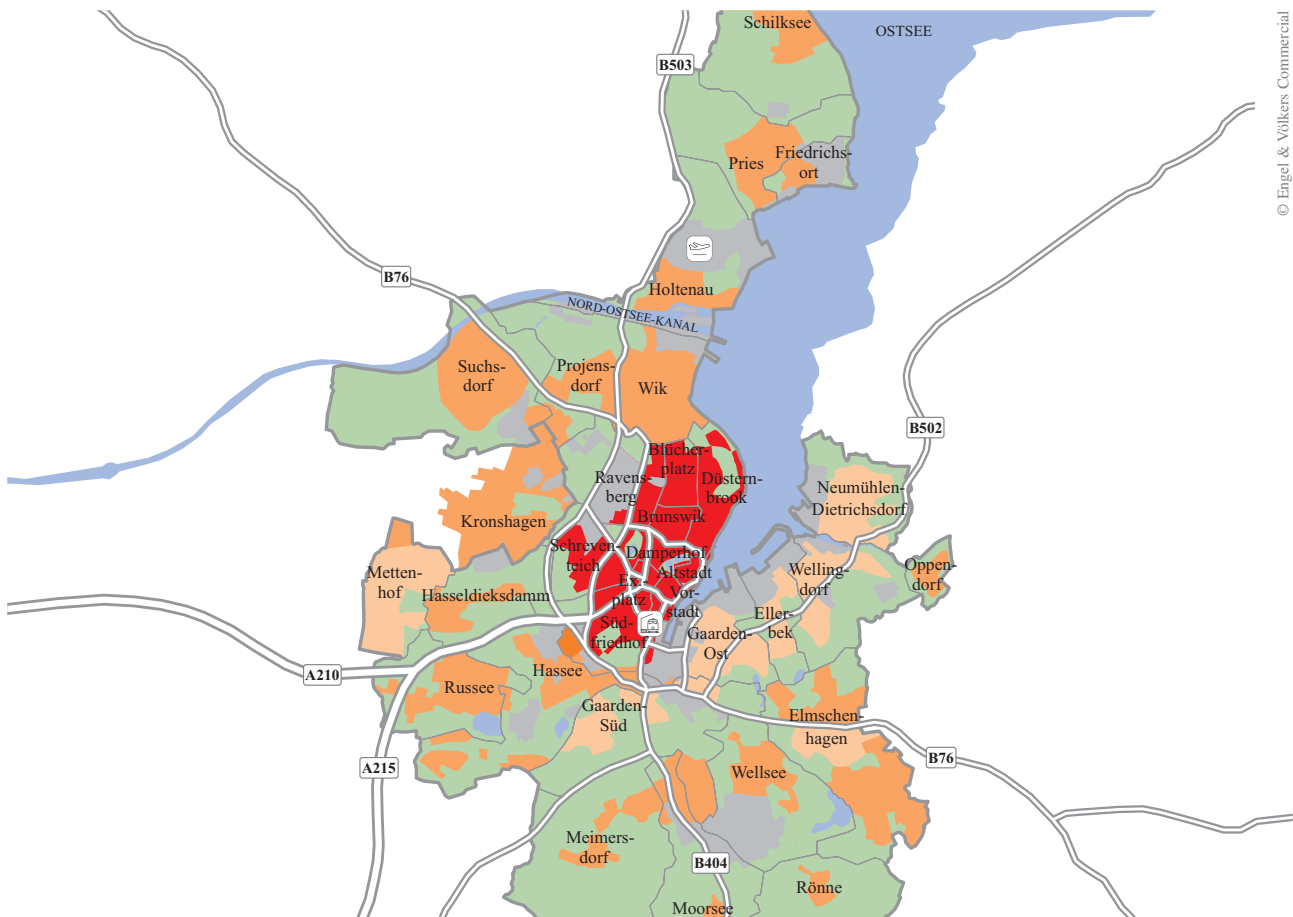 Schilksee
OSTSEE
© Engel & Völkers Commercial
B503
Friedrichs-
ort
Pries
B76
Holtenau
NORD-OSTSEE-KANAL
Suchs-
dorf
Projens-
dorf
Wik
B502
Blücher-
platz
Ravens-
berg
Düstern-
brook
Neumühlen-
Dietrichsdorf
Kronshagen
Brunswik
Schreven-
teich
Damperhof
Altstadt
Metten-
hof
Hasseldieksdamm
Ex.-
platz
Vor-
stadt
Welling-
dorf
Oppen-
dorf
Süd-
friedhof
Eller-
bek
Gaarden-
Ost
A210
Hassee
Russee
Gaarden-
Süd
Elmschen-
hagen
A215
Wellsee
B76
Meimers-
dorf
B404
Rönne
Moorsee